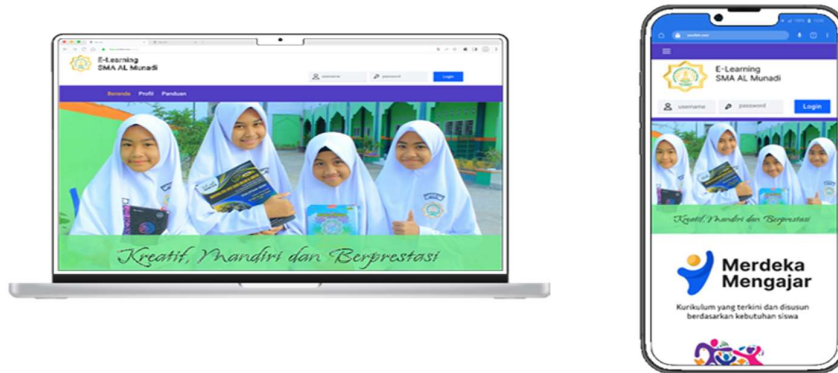 E-Learning
SMA AL Munadi
username
password
Login
Beranda Profil Panduan
Kreatif, Mandiri dan Berprestasi
E-Learning
SMA AL Munadi
username
password
Login
Kreatif, Mandiri dan Berprestasi
Merdeka
Mengajar
Kurikulum yang terkini dan disusun
berdasarkan kebutuhan siswa